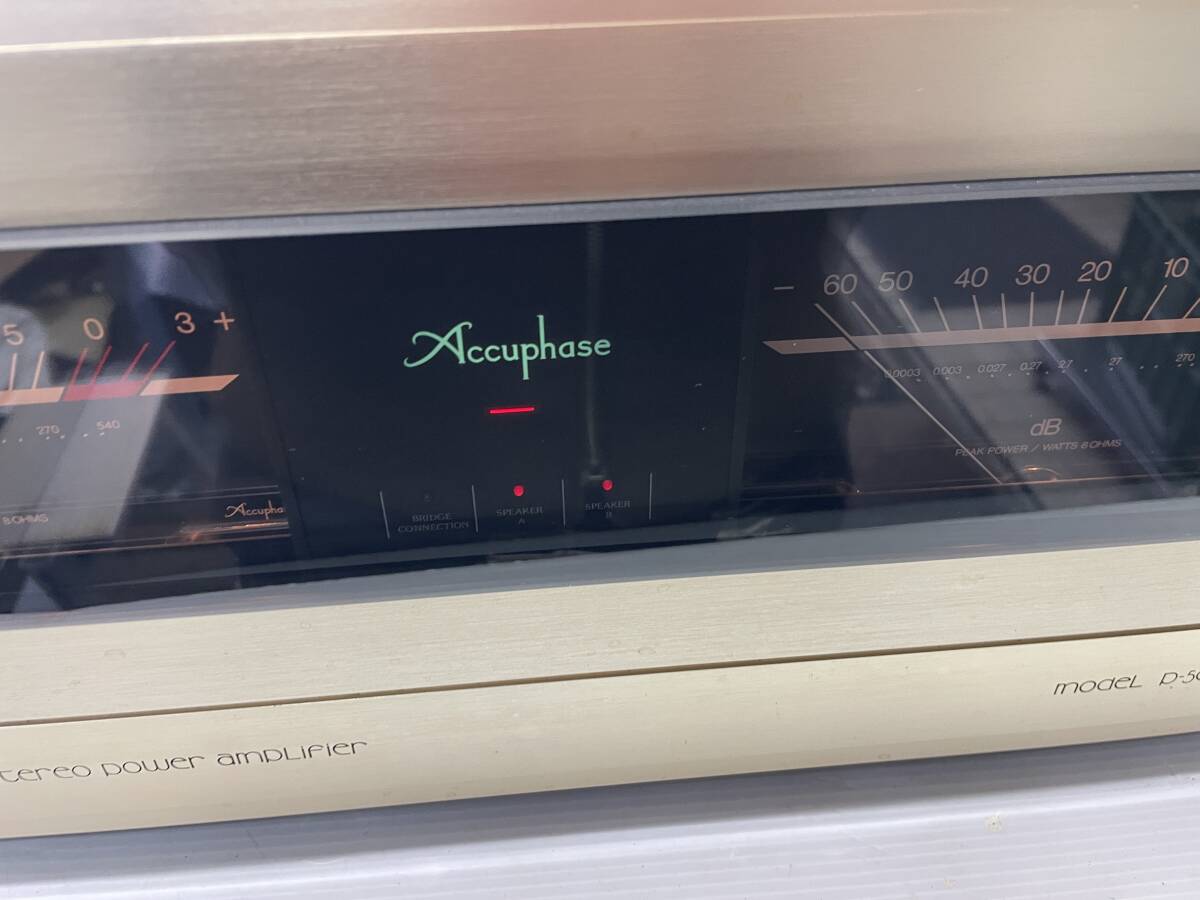 5 0 3 +
270 540
8 OHMS
Accupha
Accuphase
BRIDGE
CONNECTION
SPEAKER
A
SPEAKER
B
− 60 50 40 30 20 10
0.0003 0.003 0.027 0.27 2.7 27 270
dB
PEAK POWER / WATTS 8 OHMS
tereo power amplifier
model P-50